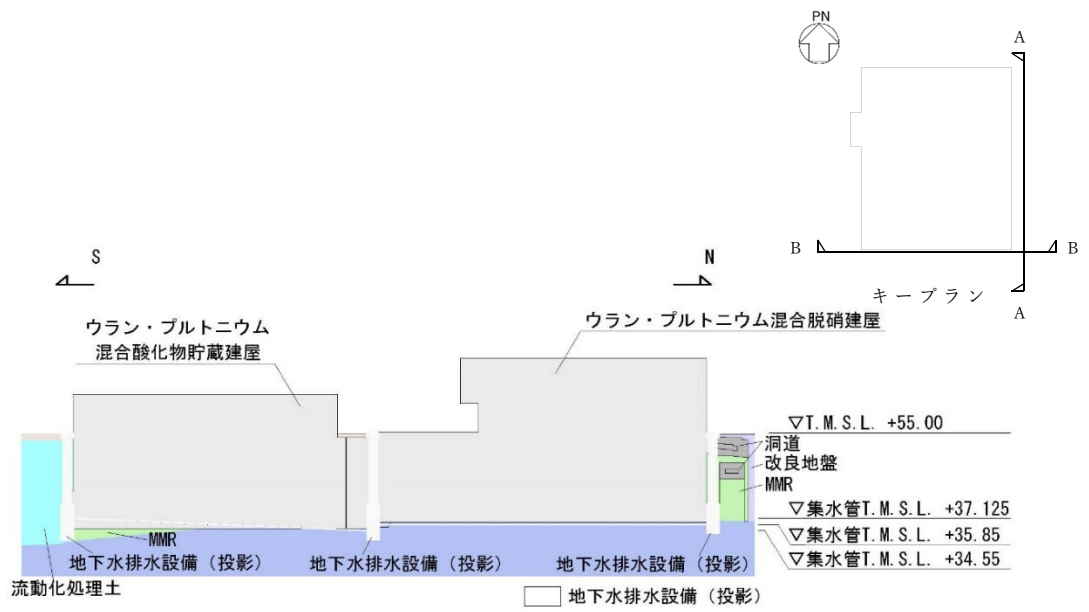 PN
A
B
B
キープラン
A
S
N
ウラン・プルトニウム
混合酸化物貯蔵建屋
ウラン・プルトニウム混合脱硝建屋
▽T.M.S.L. +55.00
洞道
改良地盤
MMR
▽集水管T.M.S.L. +37.125
▽集水管T.M.S.L. +35.85
▽集水管T.M.S.L. +34.55
MMR
地下水排水設備（投影）
地下水排水設備（投影）
地下水排水設備（投影）
流動化処理土
地下水排水設備（投影）